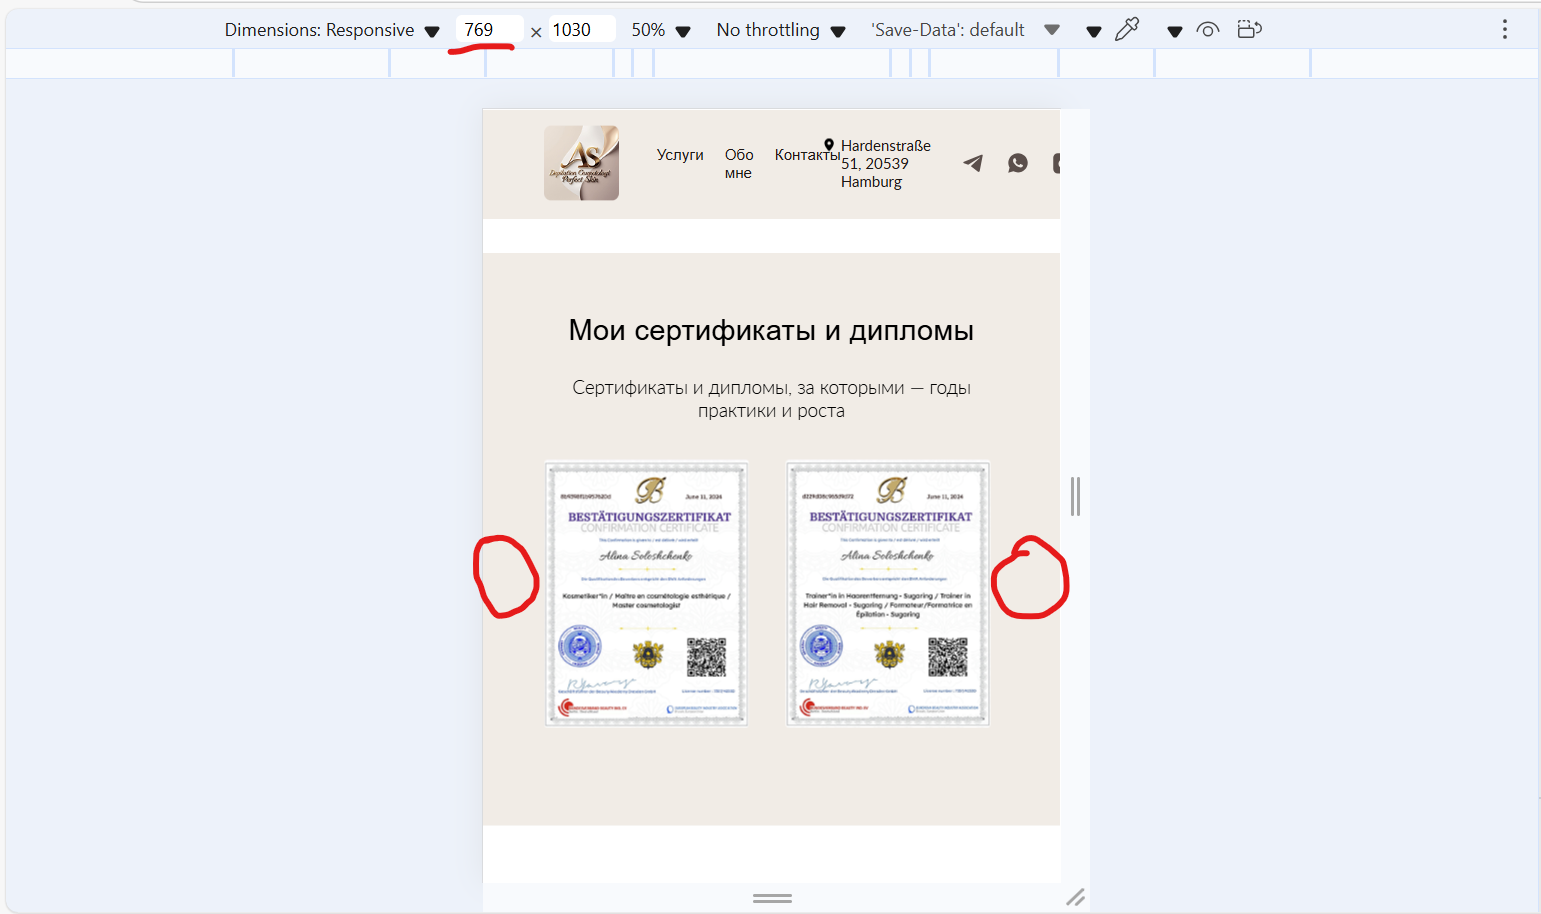 Dimensions: Responsive 769 × 1030 50% No throttling 'Save-Data': default
As
Perfect Skin
Услуги
Обо
мне
Контакты
Hardenstraße
51, 20539
Hamburg
Мои сертификаты и дипломы
Сертификаты и дипломы, за которыми — годы
практики и роста
B
June 11, 2024
BESTÄTIGUNGSZERTIFIKAT
CONFIRMATION CERTIFICATE
Alina Soloshchenko
Kosmetiker*in / Maître en cosmétologie esthétique /
Master cosmetologist
B
June 11, 2024
BESTÄTIGUNGSZERTIFIKAT
CONFIRMATION CERTIFICATE
Alina Soloshchenko
Trainer*in in Haarentfernung - Sugaring / Trainer in
Hair Removal - Sugaring / Formateur/Formatrice en
Épilation - Sugaring